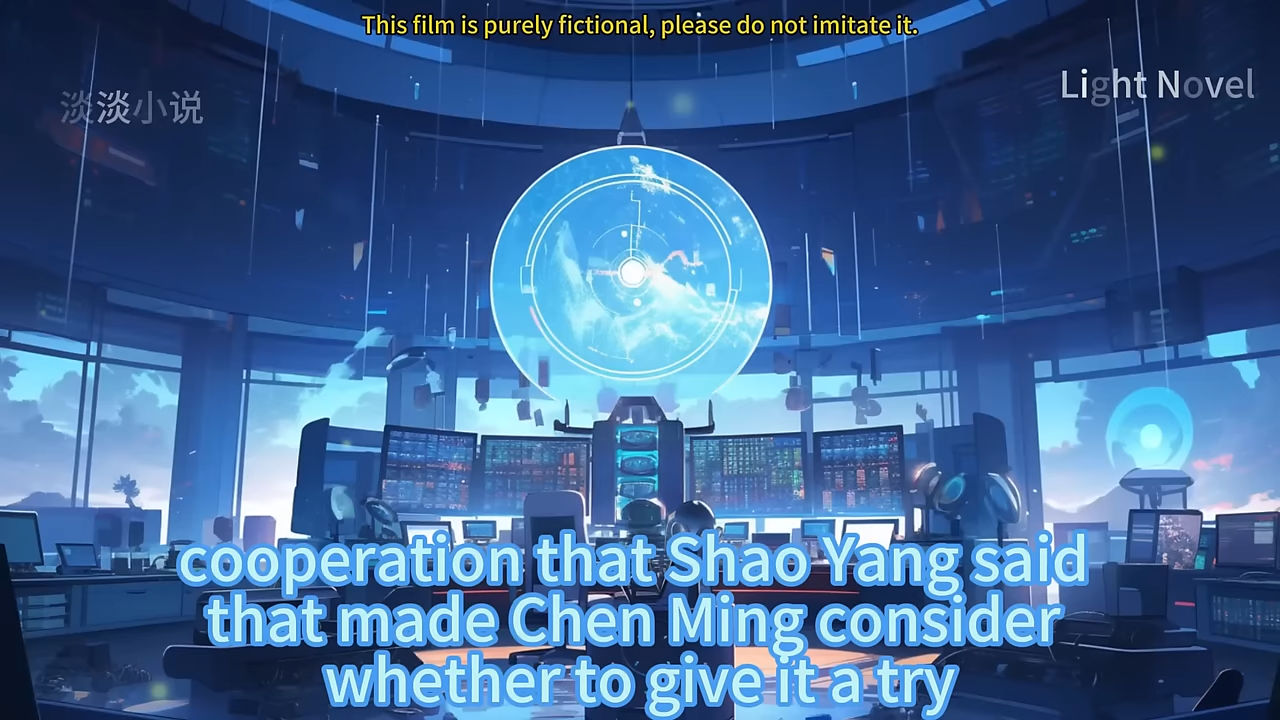 This film is purely fictional, please do not imitate it.
Light Novel
淡淡小说
cooperation that Shao Yang said
that made Chen Ming consider
whether to give it a try